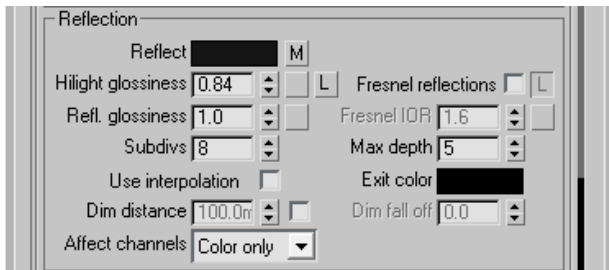 Reflection
Reflect M
Hilight glossiness 0.84 L Fresnel reflections L
Refl. glossiness 1.0 Fresnel IOR 1.6
Subdivs 8 Max depth 5
Use interpolation Exit color
Dim distance 100.0m Dim fall off 0.0
Affect channels Color only